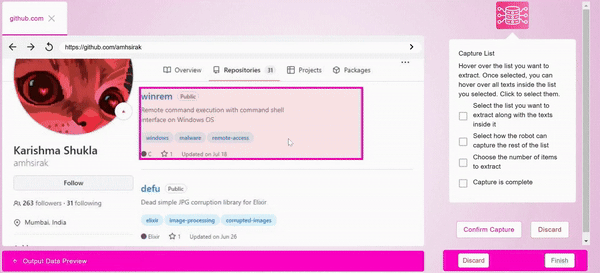 github.com
https://github.com/amhsirak
Overview
Repositories 31
Projects
Packages
winrem Public
Remote command execution with command shell
interface on Windows OS
windows malware remote-access
C 1 Updated on Jul 18
Karishma Shukla
amhsirak
Follow
263 followers · 31 following
Mumbai, India
defu Public
Dead simple JPG corruption library for Elixir
elixir image-processing corrupted-images
Elixir 1 Updated on Jun 26
Output Data Preview
Capture List
Hover over the list you want to
extract. Once selected, you can
hover over all texts inside the list
you selected. Click to select them.
Select the list you want to
extract along with the texts
inside it
Select how the robot can
capture the rest of the list
Choose the number of items
to extract
Capture is complete
Confirm Capture
Discard
Discard
Finish